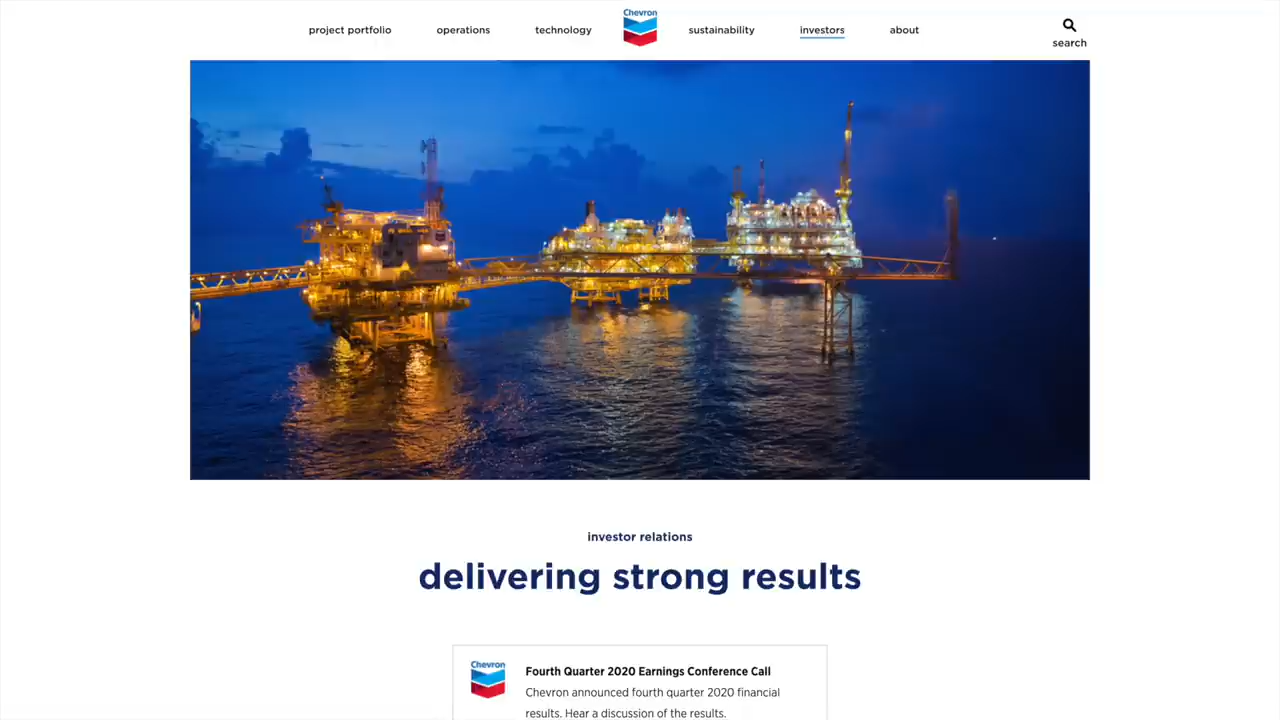 Chevron
project portfolio
operations
technology
sustainability
investors
about
search
investor relations
delivering strong results
Chevron
Fourth Quarter 2020 Earnings Conference Call
Chevron announced fourth quarter 2020 financial
results. Hear a discussion of the results.